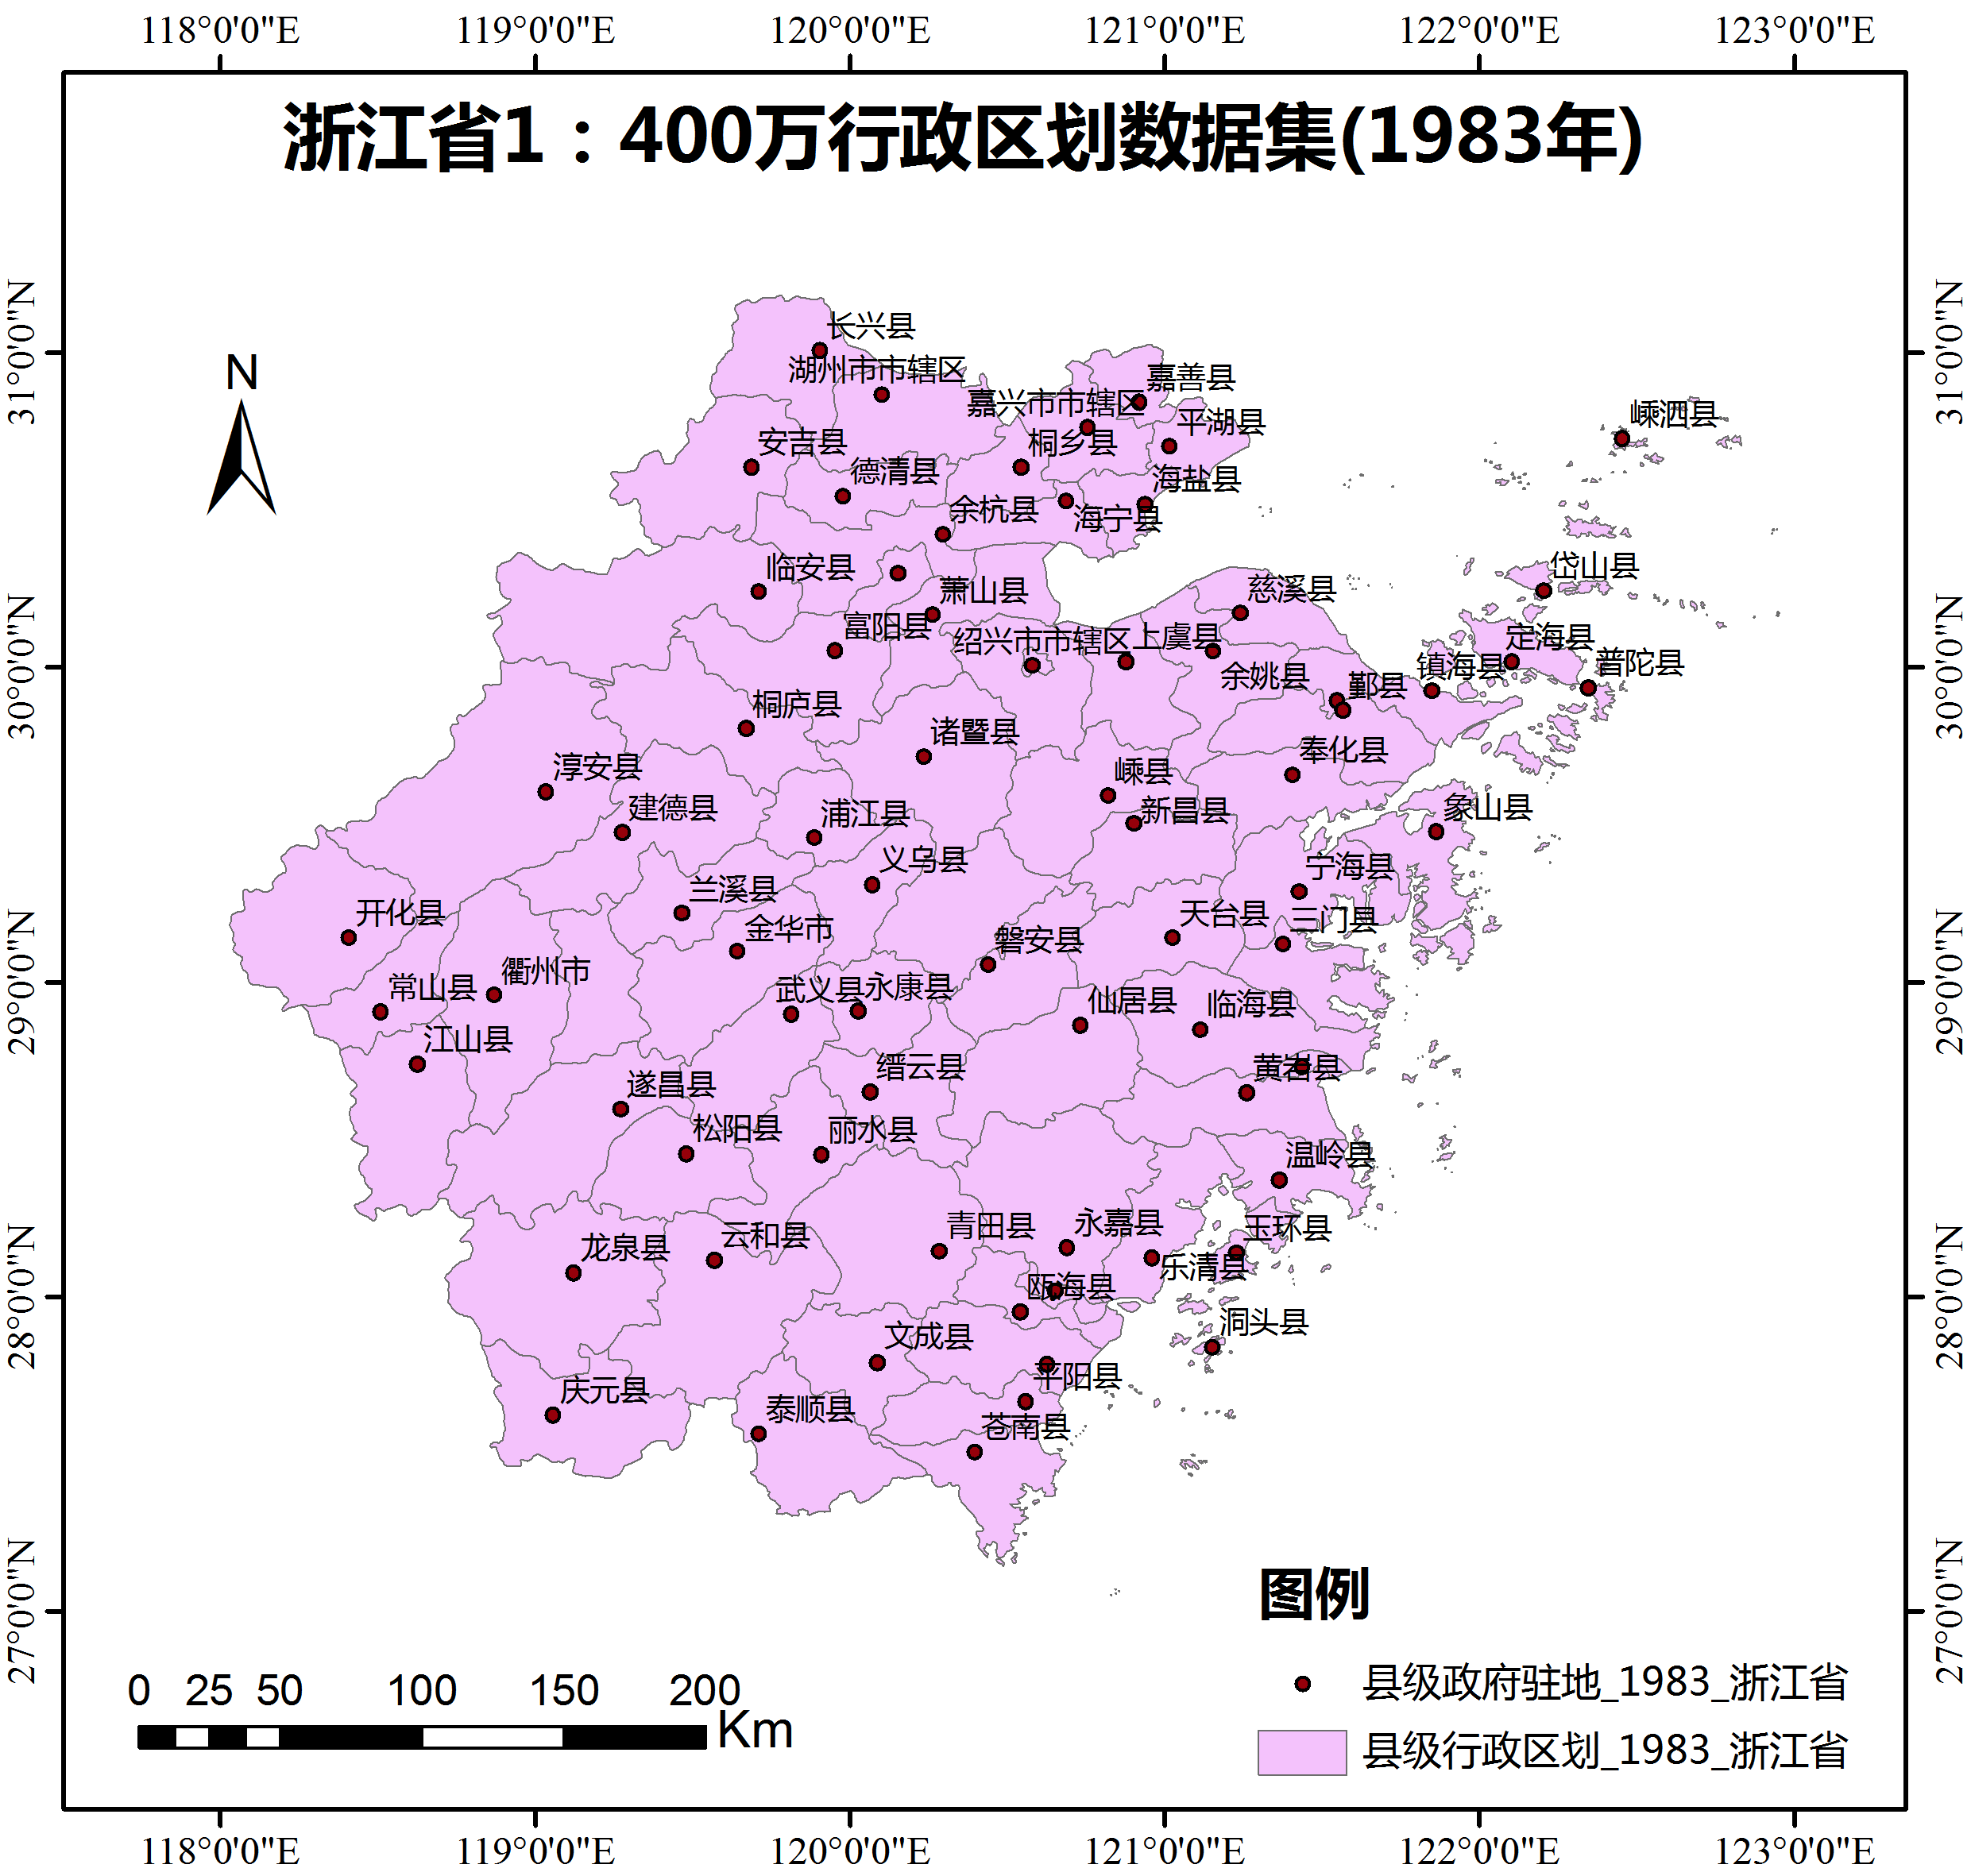 118°0'0"E 119°0'0"E 120°0'0"E 121°0'0"E 122°0'0"E 123°0'0"E
浙江省1：400万行政区划数据集(1983年)
31°0'0"N
30°0'0"N
29°0'0"N
28°0'0"N
27°0'0"N
31°0'0"N
30°0'0"N
29°0'0"N
28°0'0"N
27°0'0"N
N
长兴县
湖州市市辖区
嘉善县
嘉兴市市辖区
平湖县
嵊泗县
安吉县
桐乡县
德清县
海盐县
余杭县
海宁县
临安县
岱山县
萧山县
慈溪县
富阳县
绍兴市市辖区
上虞县
定海县
普陀县
镇海县
余姚县
鄞县
桐庐县
诸暨县
奉化县
淳安县
嵊县
建德县
浦江县
新昌县
象山县
义乌县
宁海县
兰溪县
开化县
金华市
天台县
三门县
磐安县
衢州市
常山县
武义县
永康县
仙居县
临海县
江山县
缙云县
黄岩县
遂昌县
松阳县
丽水县
温岭县
青田县
永嘉县
玉环县
云和县
龙泉县
乐清县
瓯海县
洞头县
文成县
平阳县
庆元县
泰顺县
苍南县
图例
县级政府驻地_1983_浙江省
县级行政区划_1983_浙江省
0 25 50 100 150 200
Km
118°0'0"E 119°0'0"E 120°0'0"E 121°0'0"E 122°0'0"E 123°0'0"E